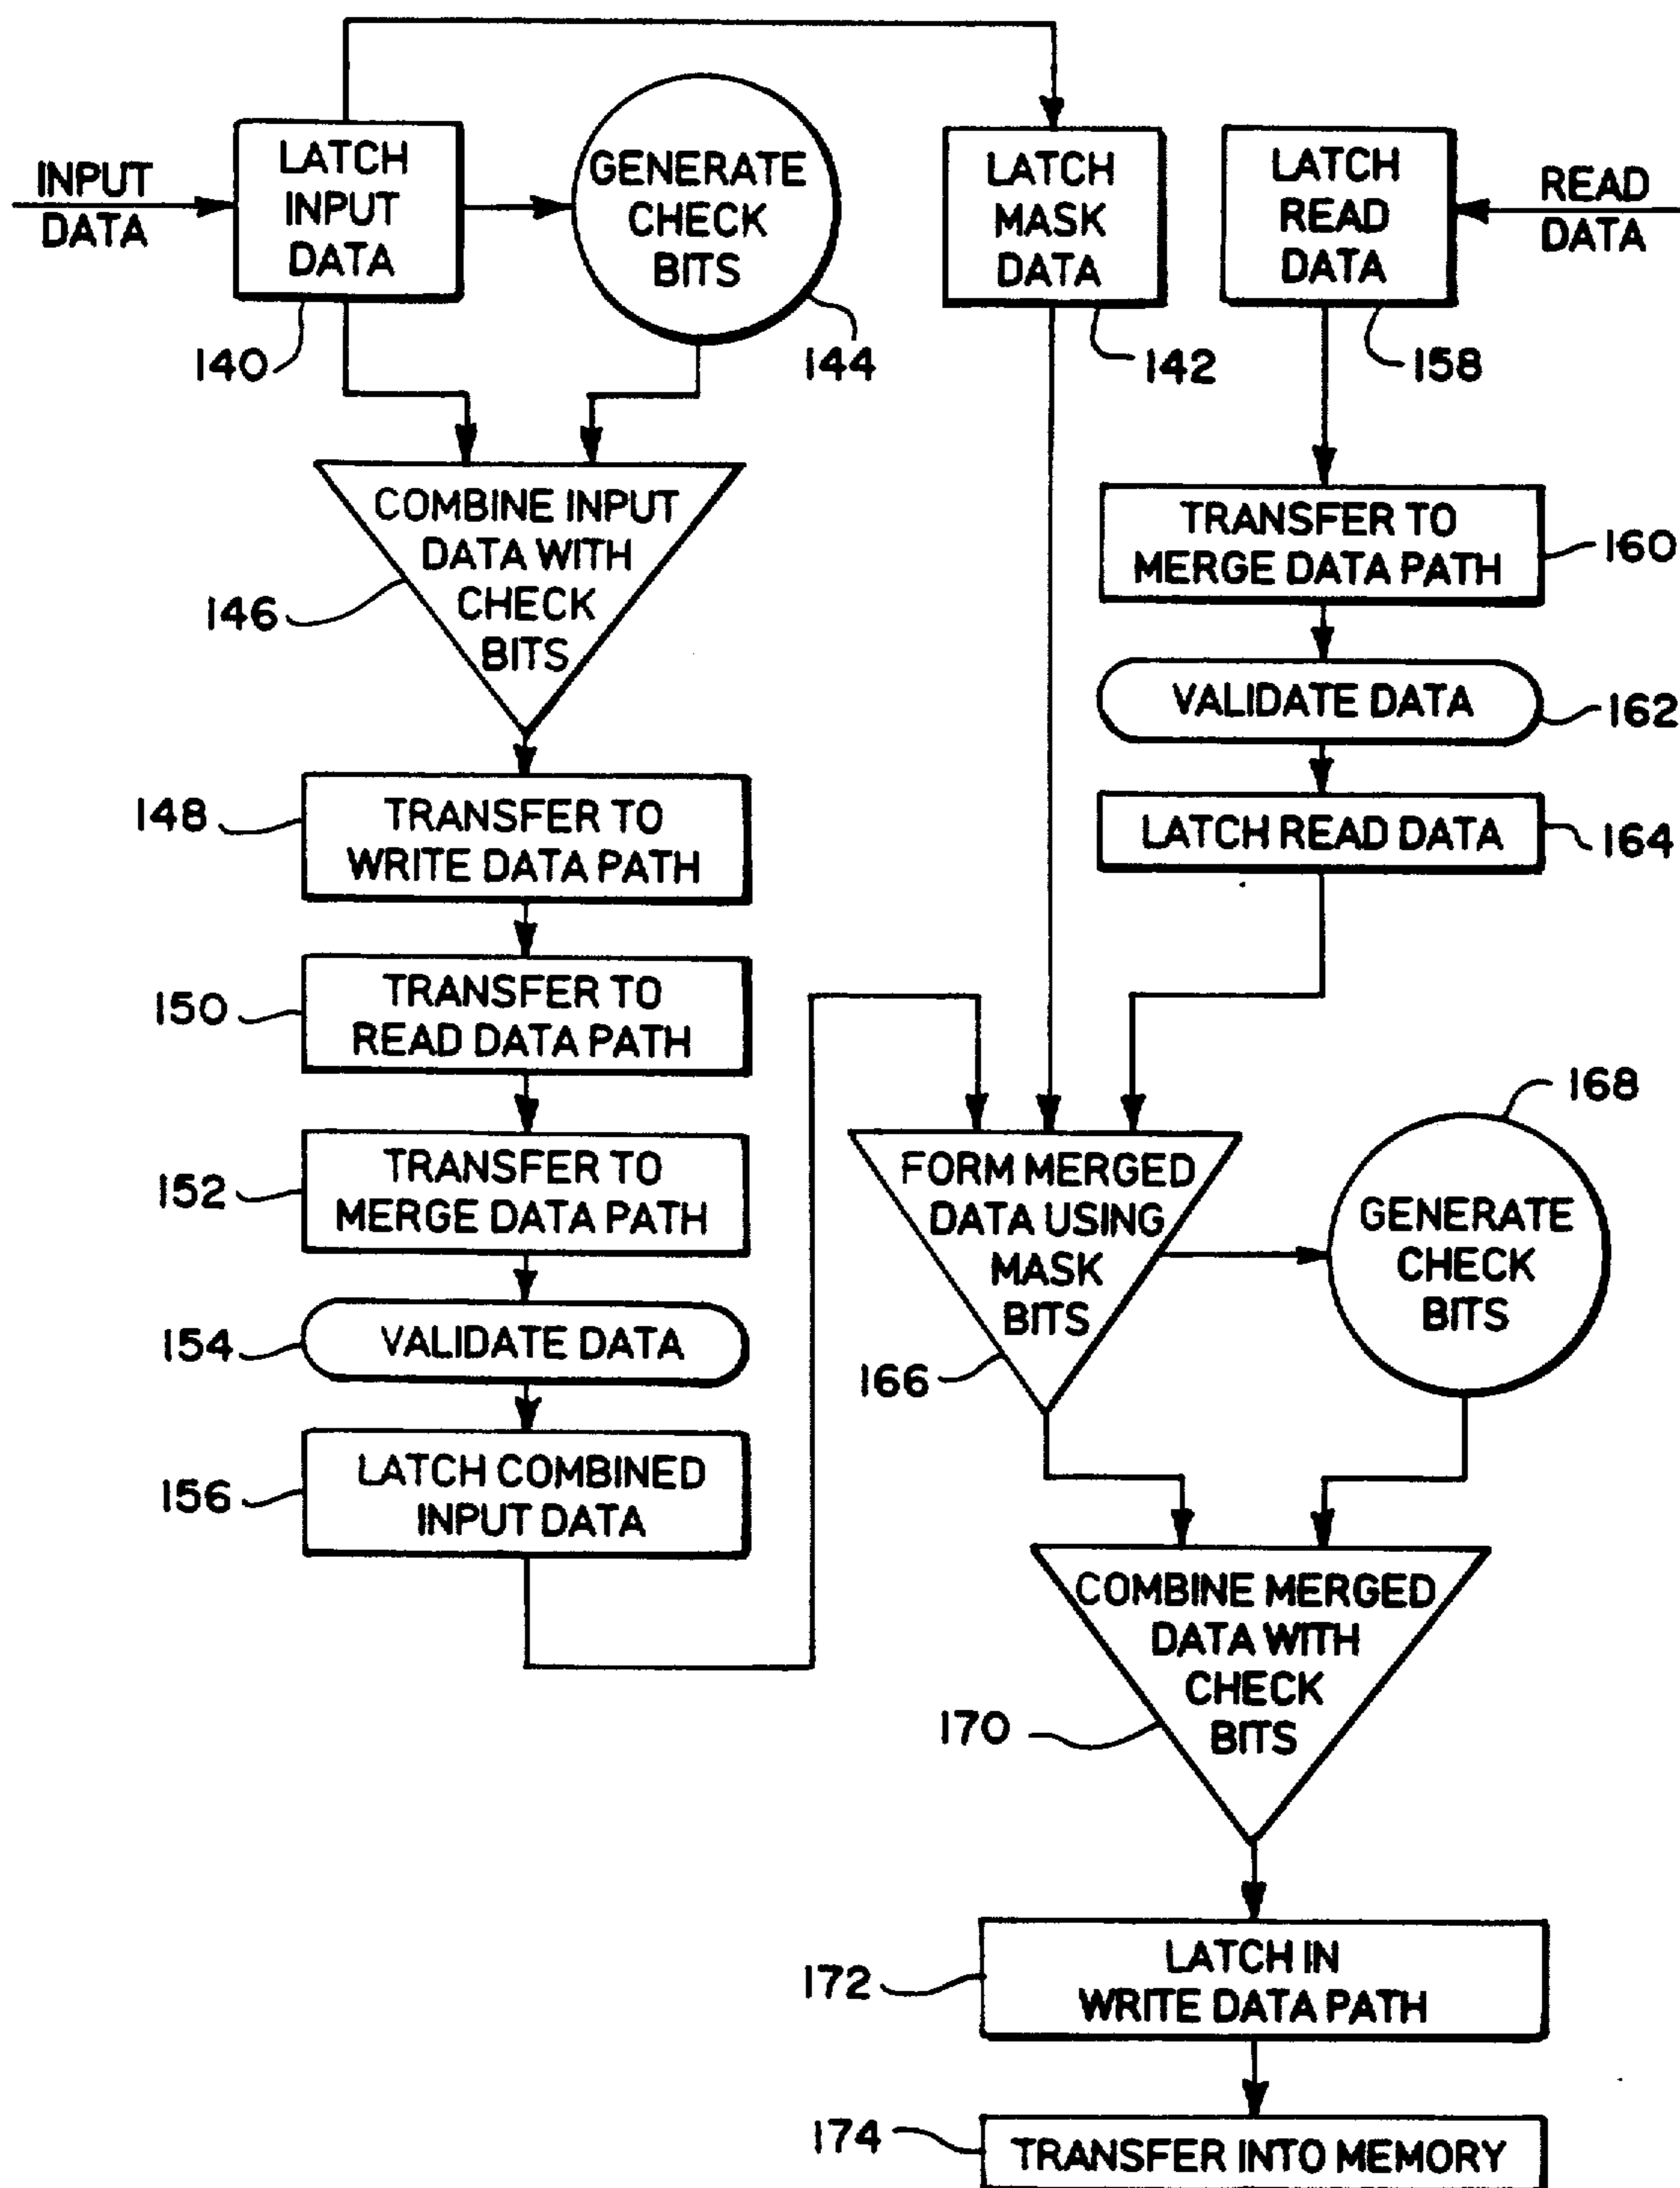 INPUT
DATA
LATCH
INPUT
DATA
140
GENERATE
CHECK
BITS
144
LATCH
MASK
DATA
142
LATCH
READ
DATA
158
READ
DATA
COMBINE INPUT
DATA WITH
CHECK
BITS
146
TRANSFER TO
MERGE DATA PATH
160
VALIDATE DATA
162
LATCH READ DATA
164
148
TRANSFER TO
WRITE DATA PATH
150
TRANSFER TO
READ DATA PATH
152
TRANSFER TO
MERGE DATA PATH
154
VALIDATE DATA
156
LATCH COMBINED
INPUT DATA
FORM MERGED
DATA USING
MASK
BITS
166
168
GENERATE
CHECK
BITS
COMBINE MERGED
DATA WITH
CHECK
BITS
170
172
LATCH IN
WRITE DATA PATH
174
TRANSFER INTO MEMORY